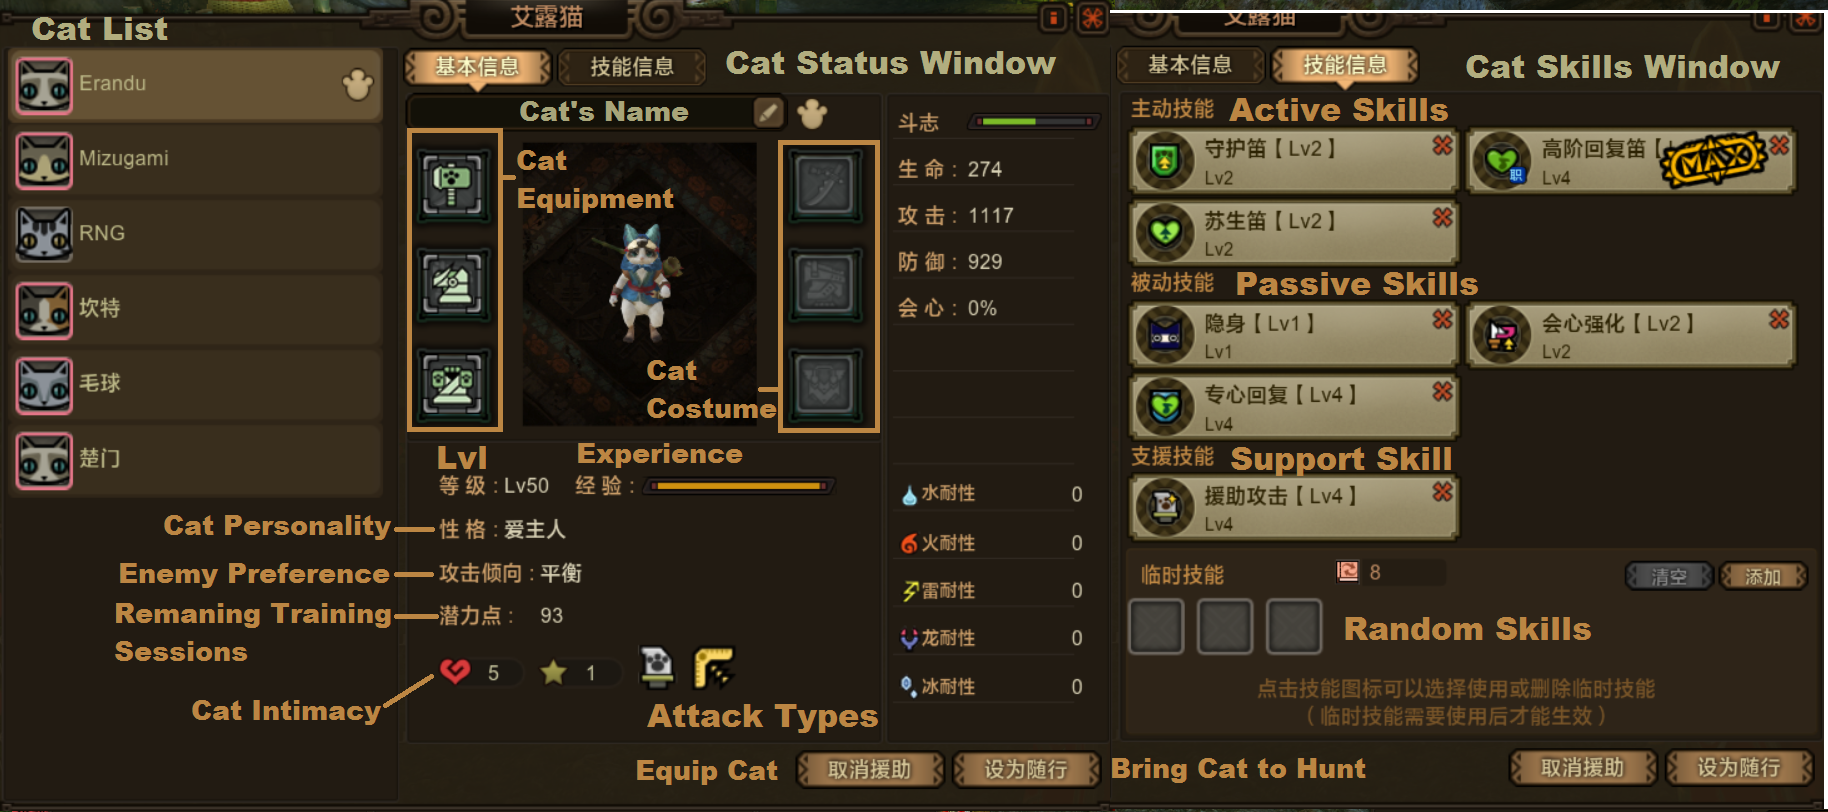 Cat List
Erandu
Mizugami
RNG
坎特
毛球
楚门
艾露猫
基本信息
技能信息
Cat Status Window
Cat's Name
Cat
Equipment
Cat
Costume
斗志
生命：274
攻击：1117
防御：929
会心：0%
水耐性 0
火耐性 0
雷耐性 0
龙耐性 0
冰耐性 0
Lvl
等级：Lv50
Experience
经验：
Cat Personality
性格：爱主人
Enemy Preference
攻击倾向：平衡
Remaning Training
Sessions
潜力点： 93
Cat Intimacy
5
1
Attack Types
Equip Cat
取消援助
设为随行
Bring Cat to Hunt
艾露猫
基本信息
技能信息
Cat Skills Window
主动技能
Active Skills
守护笛【Lv2】
Lv2
高阶回复笛【
Lv4
职
MAX
苏生笛【Lv2】
Lv2
被动技能
Passive Skills
隐身【Lv1】
Lv1
会心强化【Lv2】
Lv2
专心回复【Lv4】
Lv4
支援技能
Support Skill
援助攻击【Lv4】
Lv4
临时技能
8
清空
添加
Random Skills
点击技能图标可以选择使用或删除临时技能
（临时技能需要使用后才能生效）
取消援助
设为随行